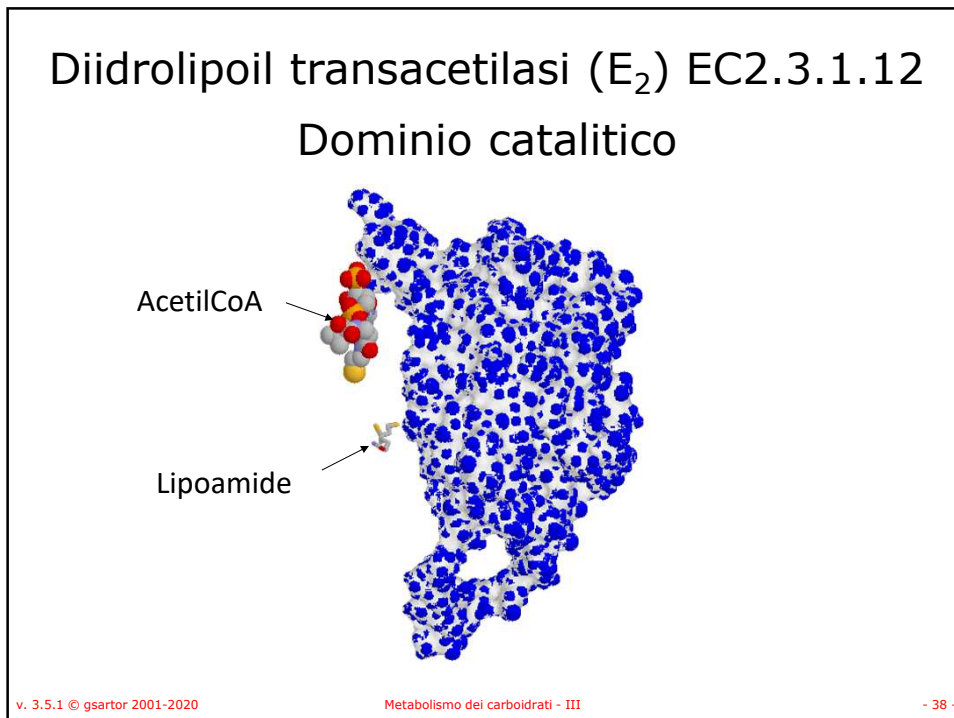 Diidrolipoil transacetilasi (E₂) EC2.3.1.12
Dominio catalitico
AcetilCoA
Lipoamide
v. 3.5.1 © gsartor 2001-2020 Metabolismo dei carboidrati - III - 38 -